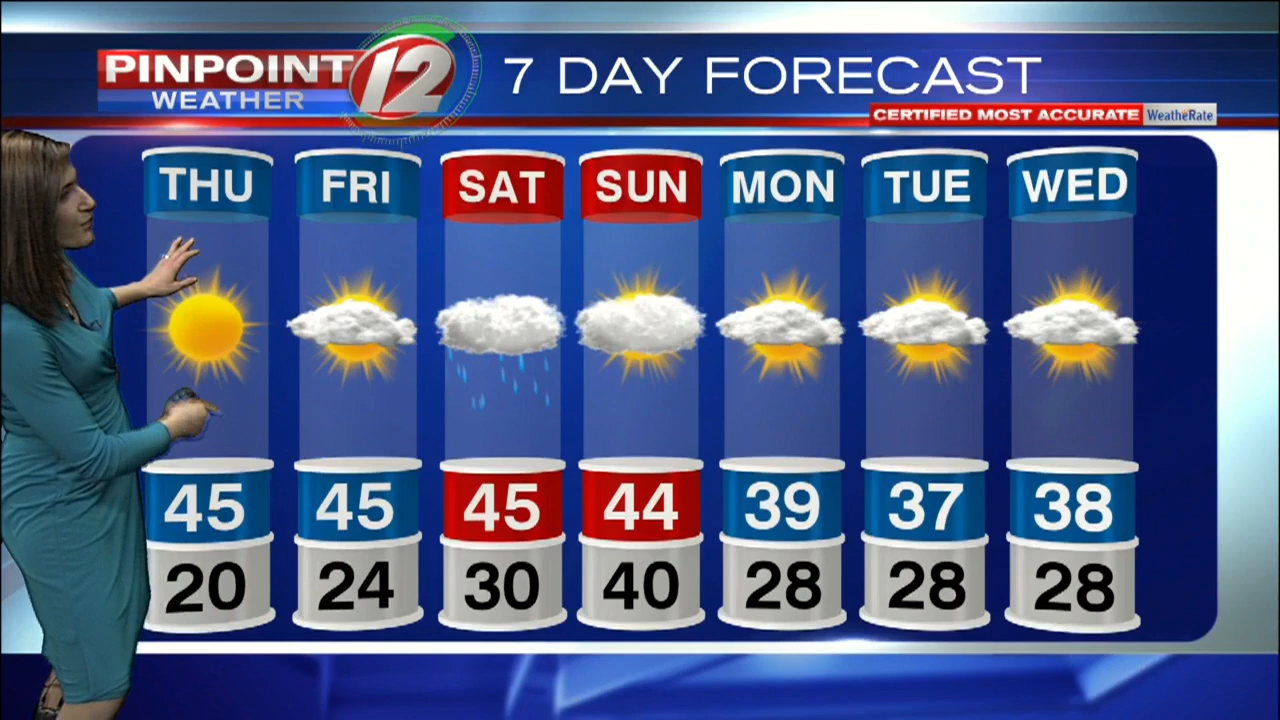 PINPOINT 12
WEATHER
7 DAY FORECAST
CERTIFIED MOST ACCURATE WeatheRate
THU FRI SAT SUN MON TUE WED
45 45 45 44 39 37 38
20 24 30 40 28 28 28